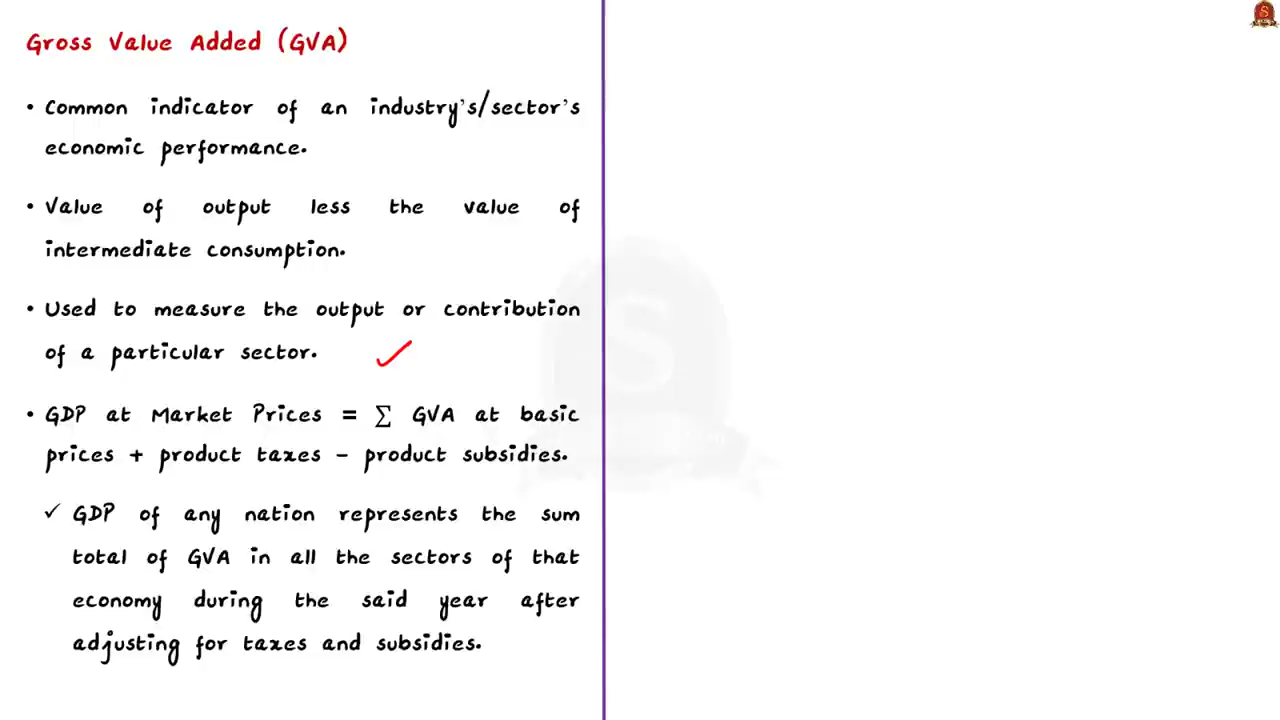 Gross Value Added (GVA)
• Common indicator of an industry's/sector's
economic performance.
• Value of output less the value of
intermediate consumption.
• Used to measure the output or contribution
of a particular sector.
• GDP at Market Prices = ∑ GVA at basic
prices + product taxes – product subsidies.
✓ GDP of any nation represents the sum
total of GVA in all the sectors of that
economy during the said year after
adjusting for taxes and subsidies.